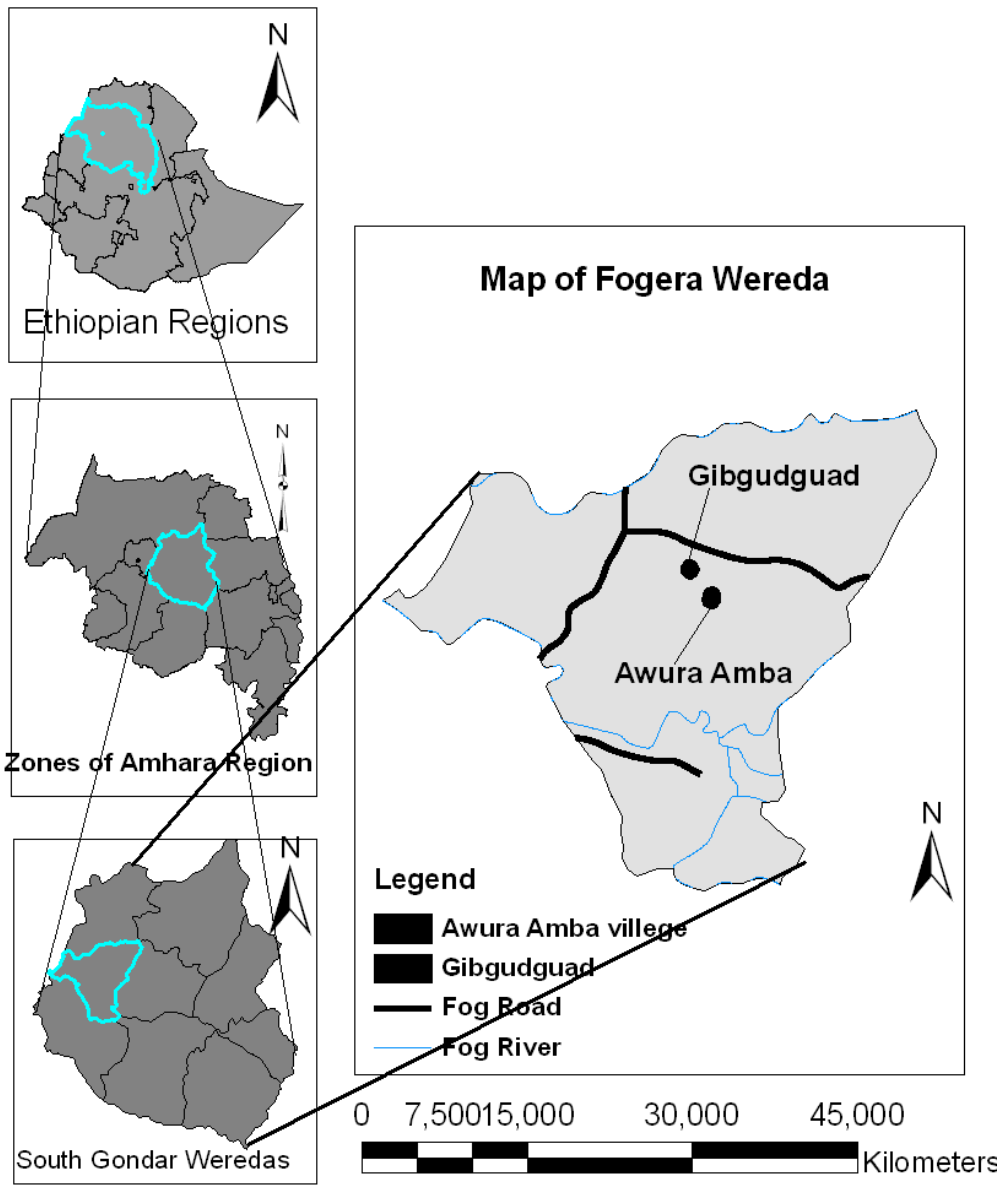 N
Ethiopian Regions
N
Zones of Amhara Region
N
South Gondar Weredas
Map of Fogera Wereda
Gibgudguad
Awura Amba
N
Legend
Awura Amba villege
Gibgudguad
Fog Road
Fog River
0 7,50015,000 30,000 45,000
Kilometers